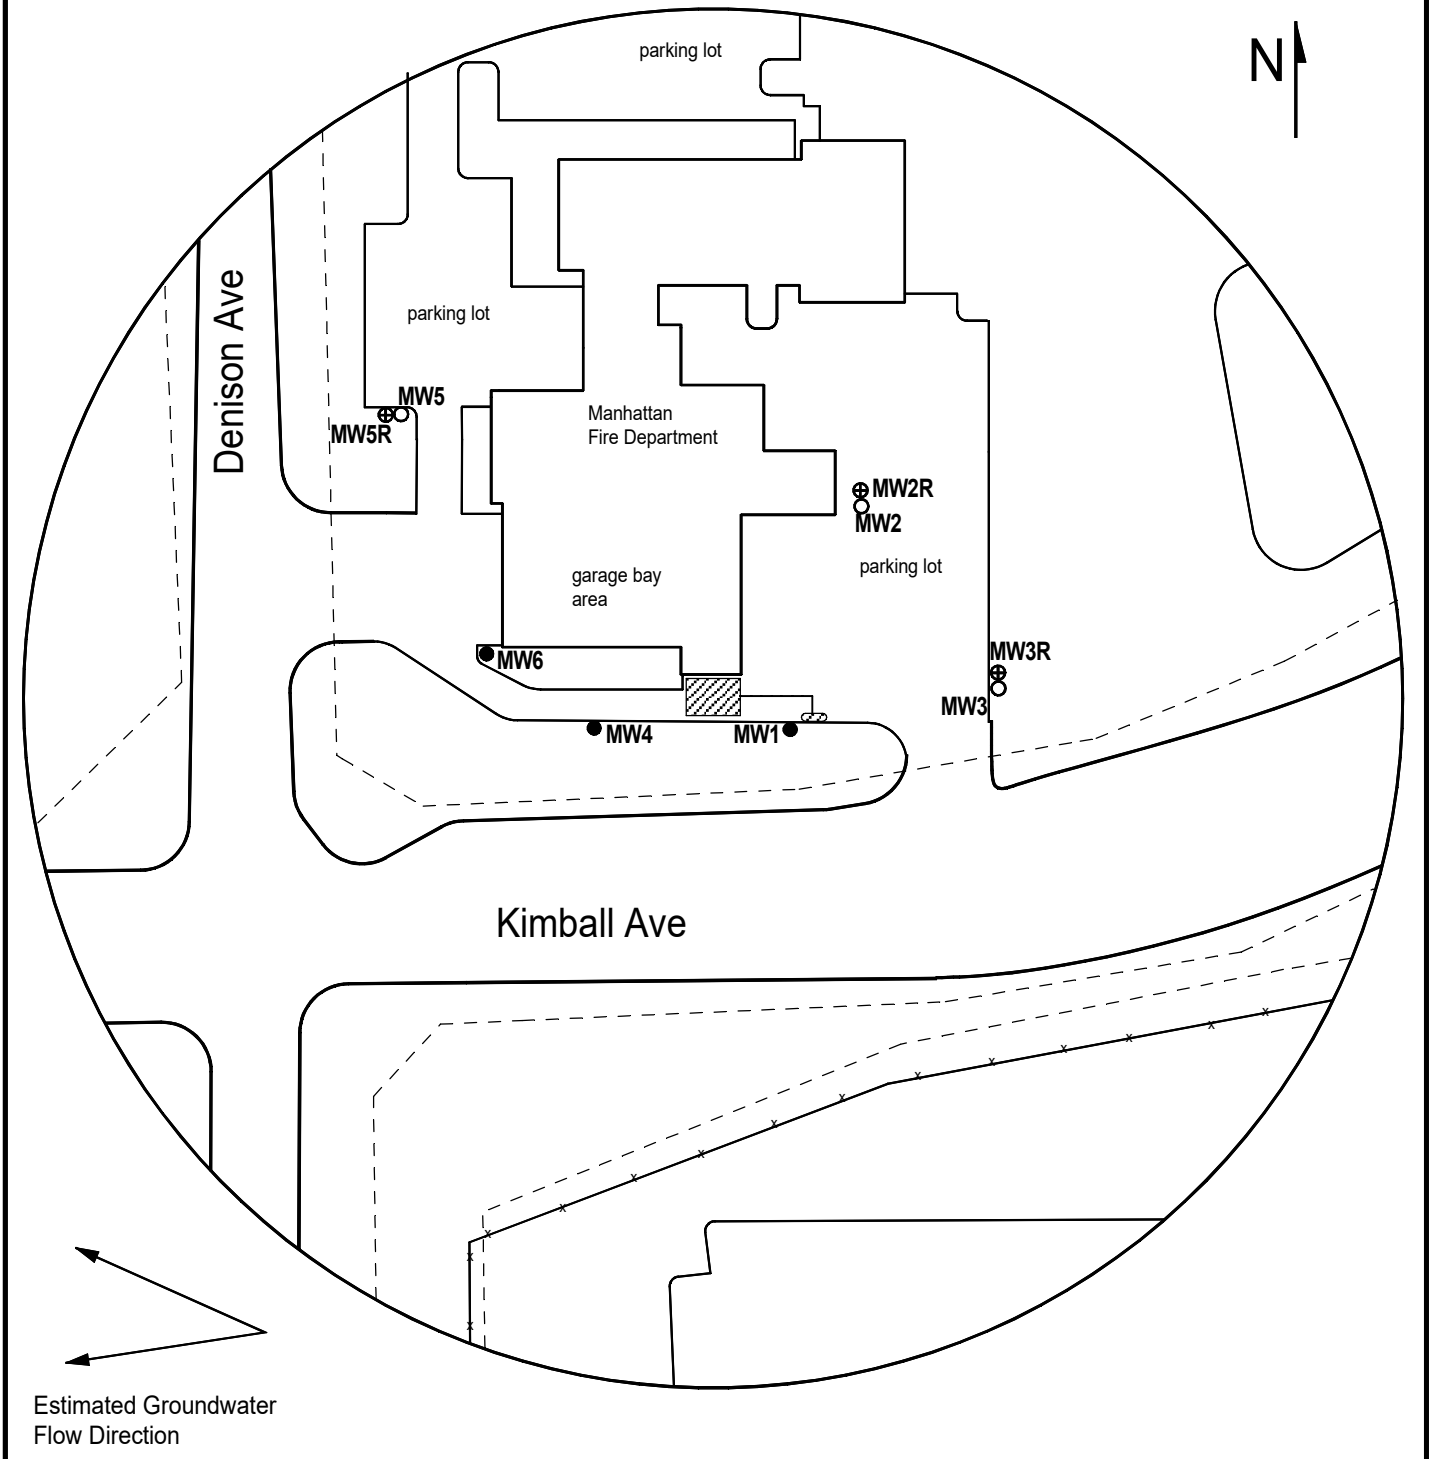 parking lot
N
Denison Ave
parking lot
MW5
MW5R
Manhattan
Fire Department
MW2R
MW2
parking lot
garage bay
area
MW6
MW3R
MW3
MW4
MW1
Kimball Ave
Estimated Groundwater
Flow Direction